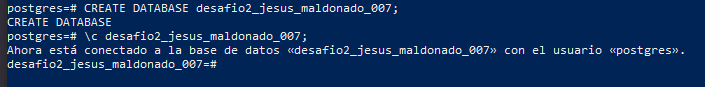 postgres=# CREATE DATABASE desafio2_jesus_maldonado_007;
CREATE DATABASE
postgres=# \c desafio2_jesus_maldonado_007;
Ahora está conectado a la base de datos «desafio2_jesus_maldonado_007» con el usuario «postgres».
desafio2_jesus_maldonado_007=#